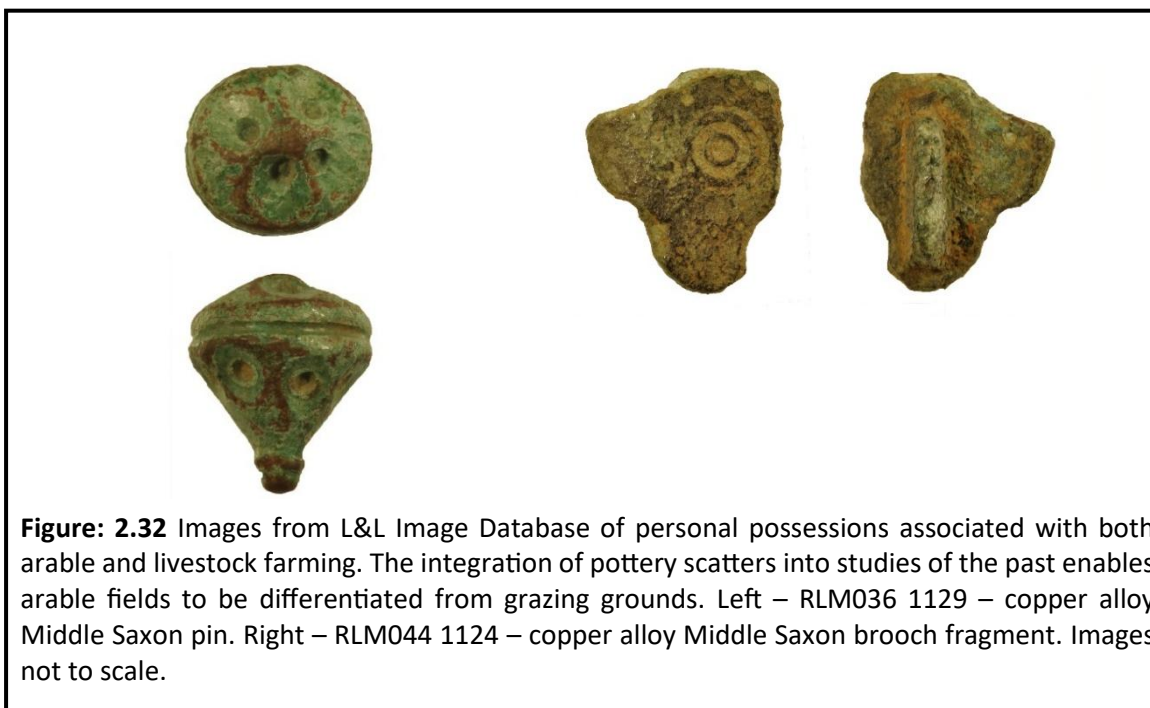 Figure: 2.32 Images from L&L Image Database of personal possessions associated with both
arable and livestock farming. The integration of pottery scatters into studies of the past enables
arable fields to be differentiated from grazing grounds. Left – RLM036 1129 – copper alloy
Middle Saxon pin. Right – RLM044 1124 – copper alloy Middle Saxon brooch fragment. Images
not to scale.